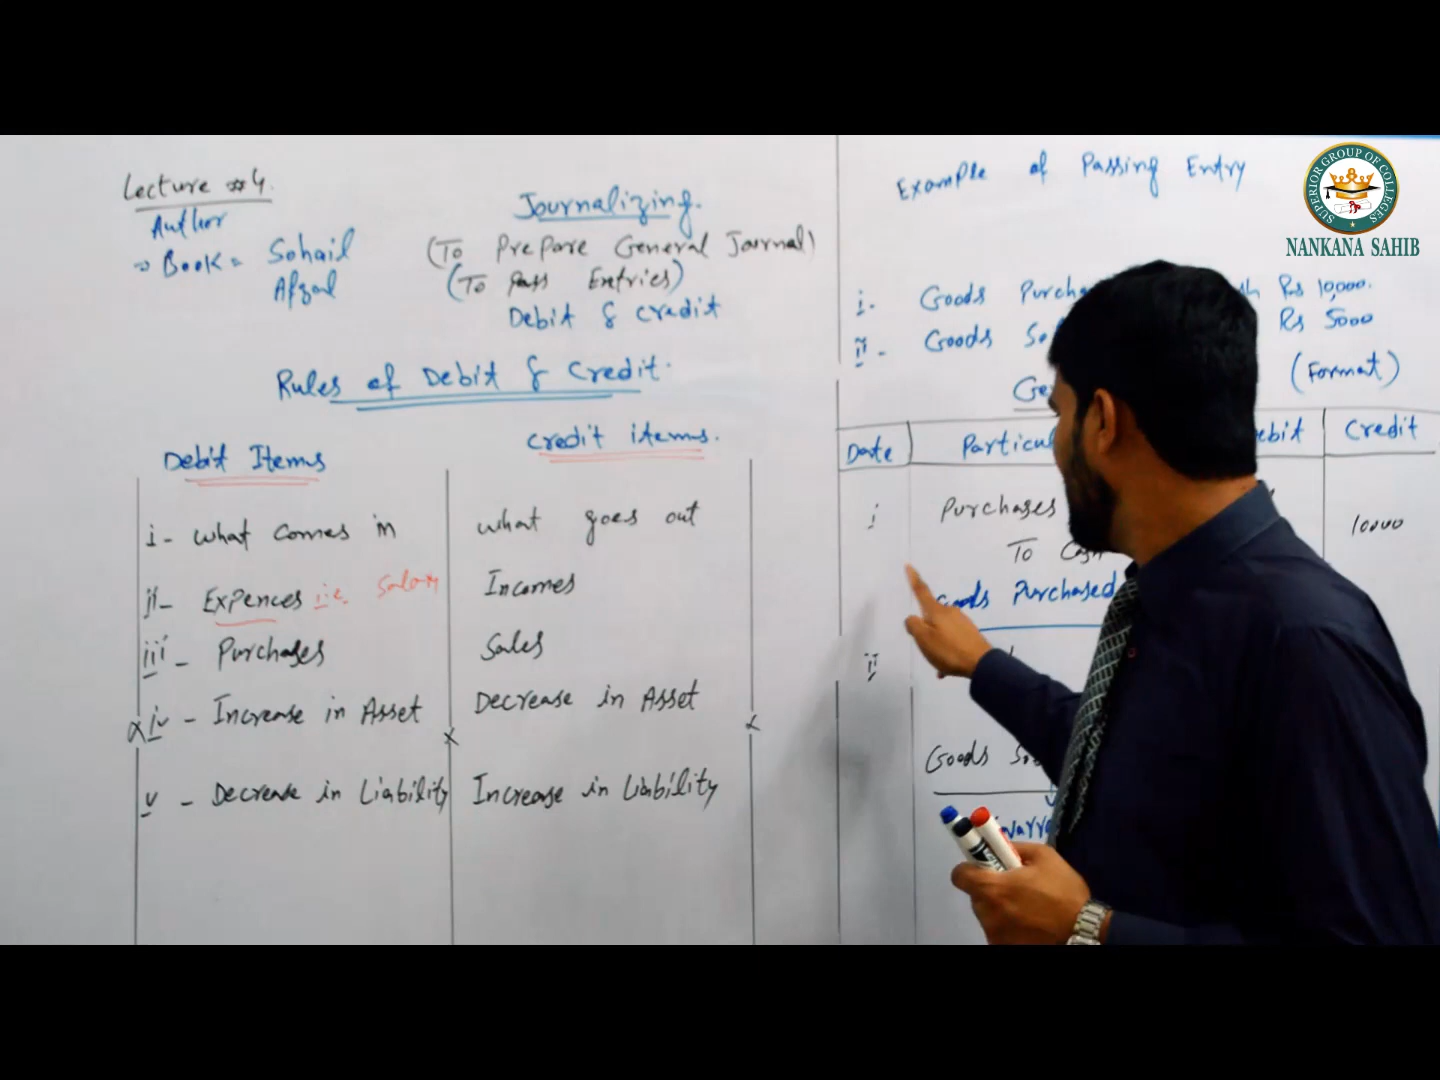 Lecture #4.
Author
⇒ Book = Sohail
Afzal
Journalizing.
(To Prepare General Journal)
(To pass Entries)
Debit & Credit
Rules of Debit & Credit.
Debit Items
Credit items.
i - what comes in
what goes out
ii - Expences i.e. Salary
Incomes
iii - Purchases
Sales
iv - Increase in Asset
Decrease in Asset
v - Decrease in Liability
Increase in Liability
Example of Passing Entry
i. Goods Rs 10,000.
ii - Goods Rs 5000
(Format)
Date
Credit
i
Purchases
10000
To Cash
Goods Purchased
ii
Goods
SUPERIOR GROUP OF COLLEGES
NANKANA SAHIB